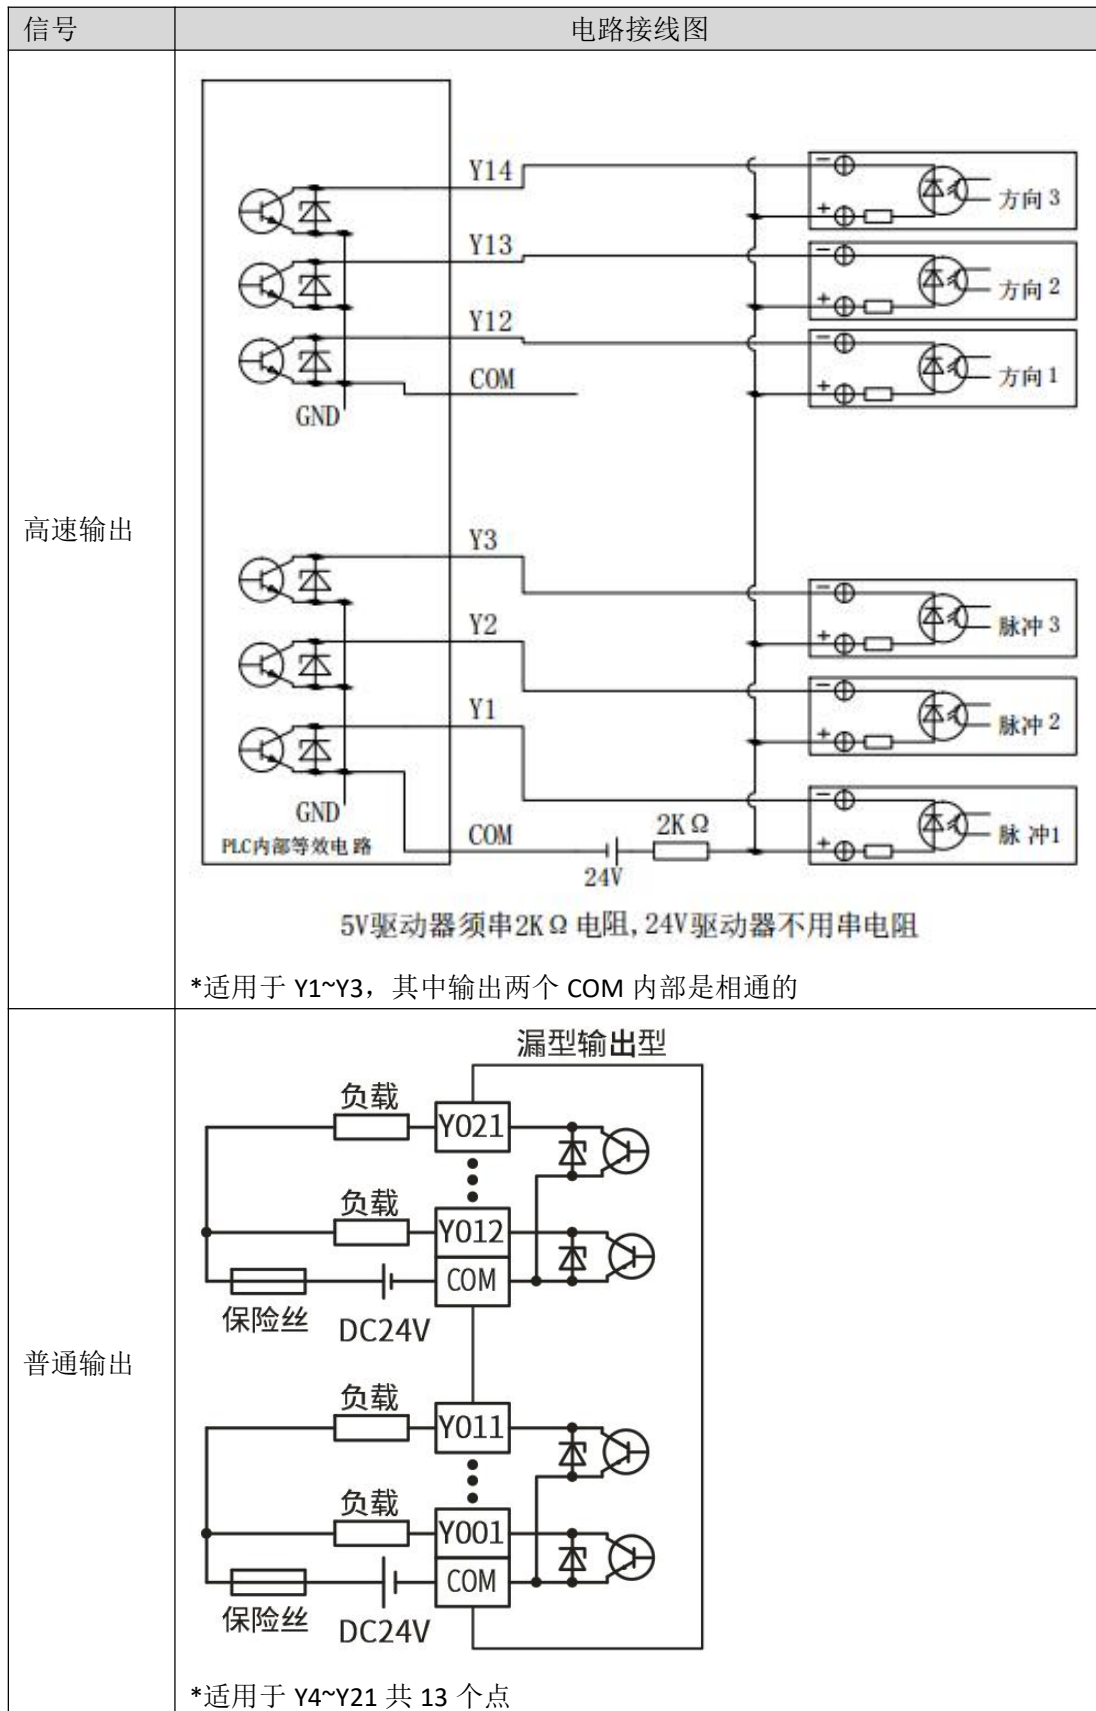 信号
电路接线图
高速输出
Y14
- 
+
方向 3
Y13
-
+
方向 2
Y12
-
+
方向 1
COM
GND
Y3
-
+
脉冲 3
Y2
-
+
脉冲 2
Y1
-
+
脉 冲1
GND
COM
2KΩ
24V
PLC内部等效电 路
5V驱动器须串2KΩ 电阻, 24V驱动器不用串电阻
*适用于 Y1~Y3，其中输出两个 COM 内部是相通的
普通输出
漏型输出型
负载
Y021
负载
Y012
COM
保险丝
DC24V
负载
Y011
负载
Y001
COM
保险丝
DC24V
*适用于 Y4~Y21 共 13 个点